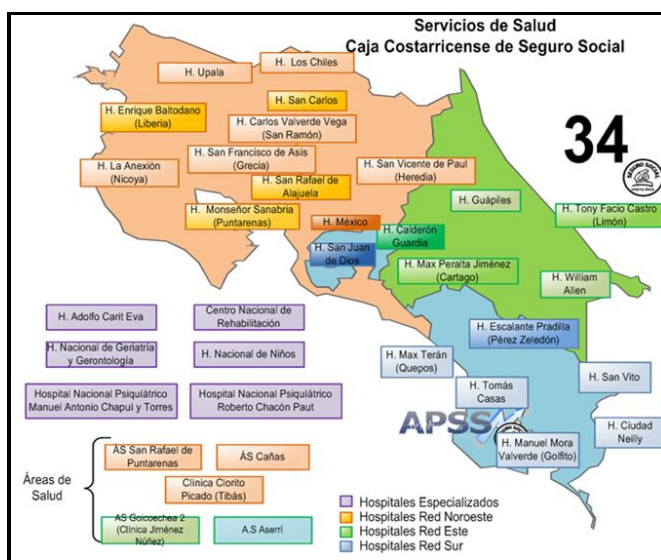 Servicios de Salud
Caja Costarricense de Seguro Social
H. Los Chiles
H. Upala
H. San Carlos
H. Enrique Baltodano
(Liberia)
H. Carlos Valverde Vega
(San Ramón)
34
H. San Francisco de Asís
(Grecia)
H. La Anexión
(Nicoya)
H. San Vicente de Paul
(Heredia)
SEGURO SOCIAL
COSTA RICA
H. San Rafael de
Alajuela
H. Guápiles
H. Monseñor Sanabria
(Puntarenas)
H. Tony Facio Castro
(Limón)
H. México
H. Calderón
Guardia
H. San Juan
de Dios
H. Max Peralta Jiménez
(Cartago)
H. William
Allen
H. Adolfo Carit Eva
Centro Nacional de
Rehabilitación
H. Escalante Pradilla
(Pérez Zeledón)
H. Nacional de Geriatría
y Gerontología
H. Nacional de Niños
H. Max Terán
(Quepos)
H. San Vito
Hospital Nacional Psiquiátrico
Manuel Antonio Chapui y Torres
Hospital Nacional Psiquiátrico
Roberto Chacón Paut
H. Tomás
Casas
APSS
H. Ciudad
Neilly
H. Manuel Mora
Valverde (Golfito)
Áreas de
Salud
ÀS San Rafael de
Puntarenas
ÀS Cañas
Clínica Clorito
Picado (Tibás)
AS Goicoechea 2
(Clínica Jiménez
Núñez)
A.S Aserrí
Hospitales Especializados
Hospitales Red Noroeste
Hospitales Red Este
Hospitales Red Sur